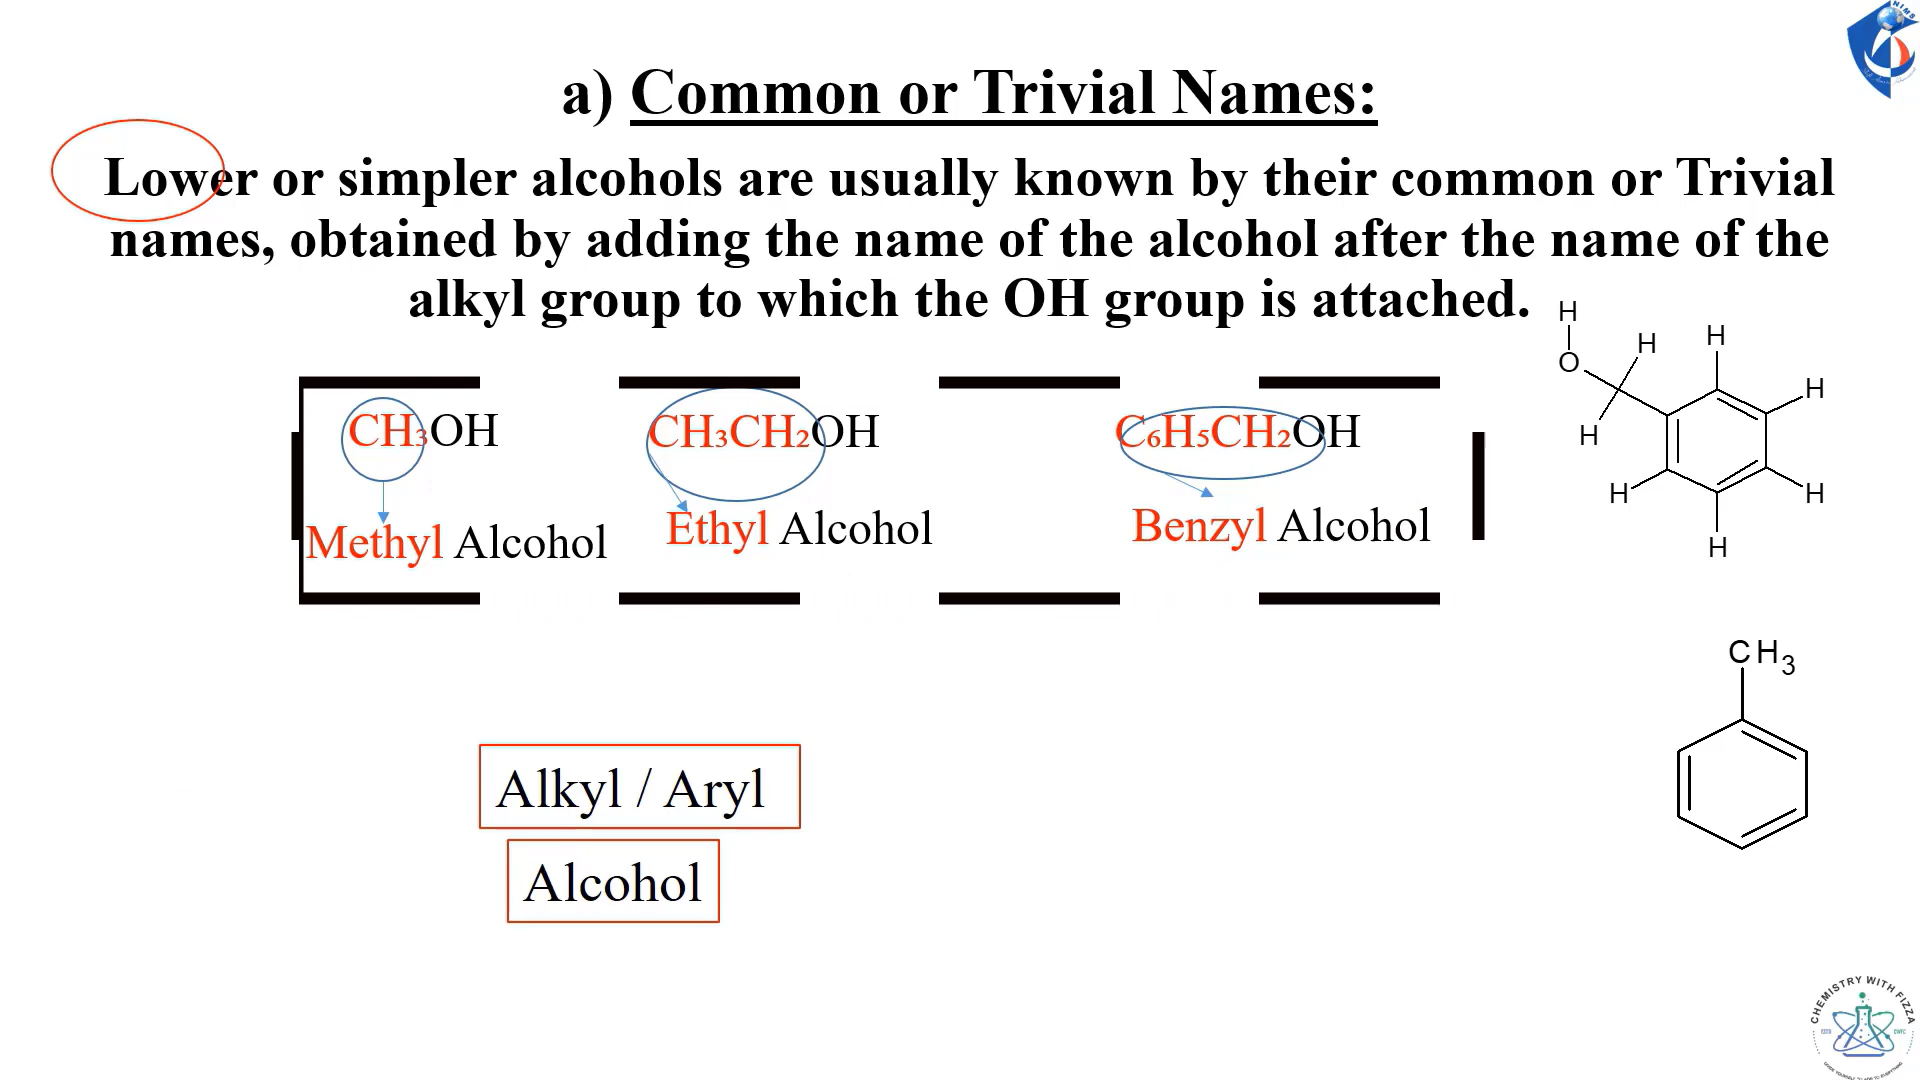 NIMS
a) Common or Trivial Names:
Lower or simpler alcohols are usually known by their common or Trivial
names, obtained by adding the name of the alcohol after the name of the
alkyl group to which the OH group is attached.
CH₃OH
CH₃CH₂OH
C₆H₅CH₂OH
Methyl Alcohol
Ethyl Alcohol
Benzyl Alcohol
H
O
H
H
H
H
H
H
H
CH₃
Alkyl / Aryl
Alcohol
CHEMISTRY WITH FIZZA